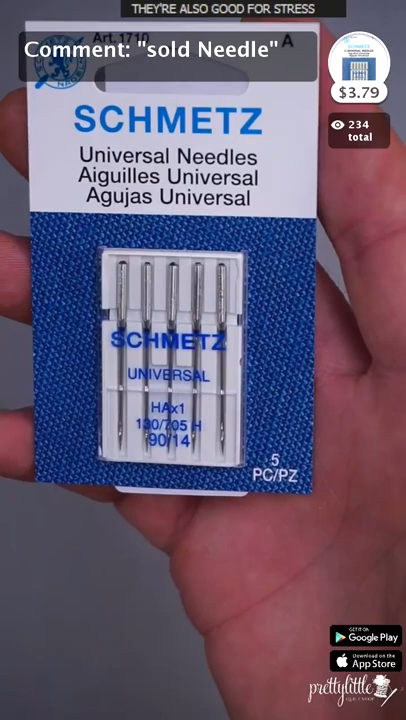 THEY'RE ALSO GOOD FOR STRESS
Art. 1710
A
Comment: "sold Needle"
$3.79
234
total
SCHMETZ
Universal Needles
Aiguilles Universal
Agujas Universal
SCHMETZ
UNIVERSAL
HAx1
130/705 H
90/14
5
PC/PZ
GET IT ON
Google Play
Download on the
App Store
prettylittle